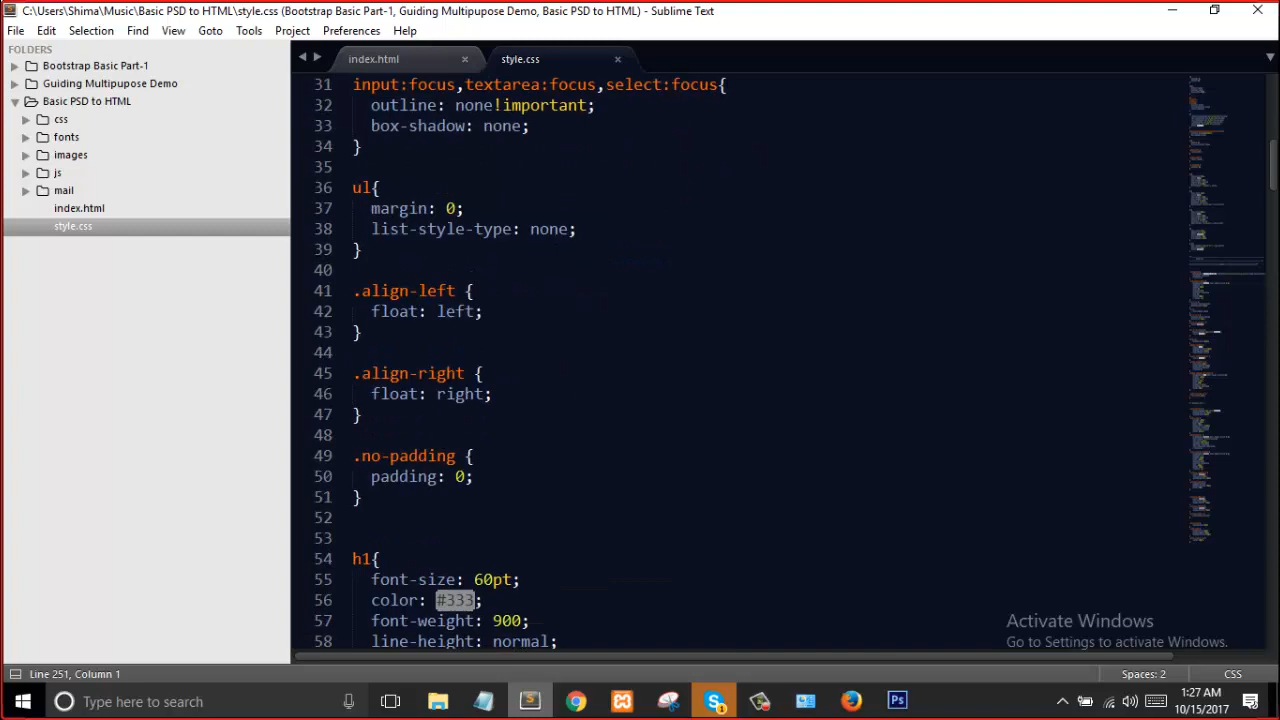 C:\Users\Shima\Music\Basic PSD to HTML\style.css (Bootstrap Basic Part-1, Guiding Multipupose Demo, Basic PSD to HTML) - Sublime Text
File Edit Selection Find View Goto Tools Project Preferences Help
FOLDERS
Bootstrap Basic Part-1
Guiding Multipupose Demo
Basic PSD to HTML
css
fonts
images
js
mail
index.html
style.css
index.html style.css
31 input:focus,textarea:focus,select:focus{
32 outline: none!important;
33 box-shadow: none;
34 }
35
36 ul{
37 margin: 0;
38 list-style-type: none;
39 }
40
41 .align-left {
42 float: left;
43 }
44
45 .align-right {
46 float: right;
47 }
48
49 .no-padding {
50 padding: 0;
51 }
52
53
54 h1{
55 font-size: 60pt;
56 color: #333;
57 font-weight: 900;
58 line-height: normal;
Activate Windows
Go to Settings to activate Windows.
Line 251, Column 1 Spaces: 2 CSS
Type here to search
1:27 AM
10/15/2017